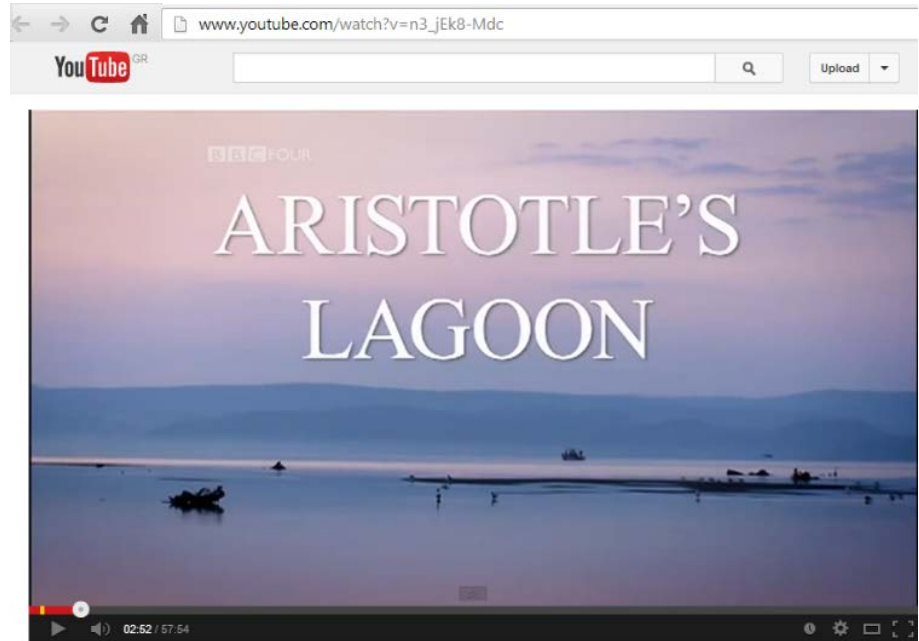 www.youtube.com/watch?v=n3_jEk8-Mdc
YouTube GR
Upload
BBC FOUR
ARISTOTLE'S
LAGOON
02:52 / 57:54